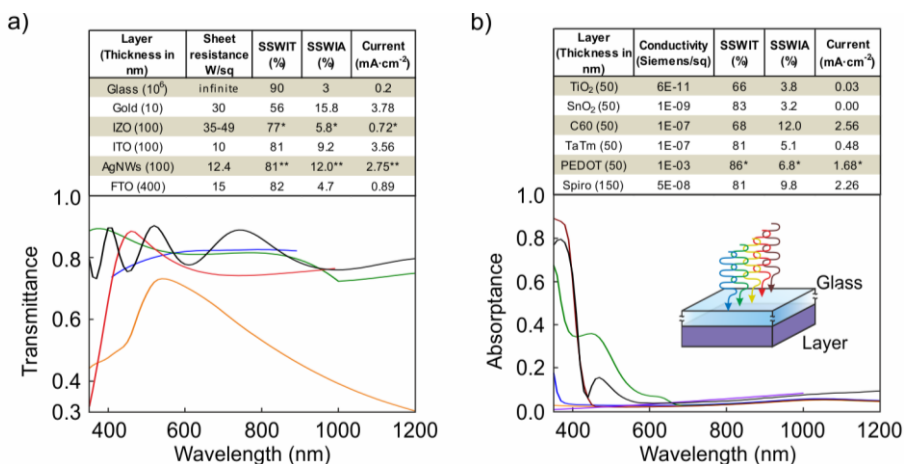 a)
Layer (Thickness in nm) Sheet resistance W/sq SSWIT (%) SSWIA (%) Current (mA·cm⁻²)
Glass (10⁶) infinite 90 3 0.2
Gold (10) 30 56 15.8 3.78
IZO (100) 35-49 77* 5.8* 0.72*
ITO (100) 10 81 9.2 3.56
AgNWs (100) 12.4 81** 12.0** 2.75**
FTO (400) 15 82 4.7 0.89
1.0
0.8
0.6
0.4
0.3
Transmittance
400 600 800 1000 1200
Wavelength (nm)
b)
Layer (Thickness in nm) Conductivity (Siemens/sq) SSWIT (%) SSWIA (%) Current (mA·cm⁻²)
TiO₂ (50) 6E-11 66 3.8 0.03
SnO₂ (50) 1E-09 83 3.2 0.00
C60 (50) 1E-07 68 12.0 2.56
TaTm (50) 1E-07 81 5.1 0.48
PEDOT (50) 1E-03 86* 6.8* 1.68*
Spiro (150) 5E-08 81 9.8 2.26
1.0
0.8
0.6
0.4
0.2
0.0
Absorptance
Glass
Layer
400 600 800 1000 1200
Wavelength (nm)